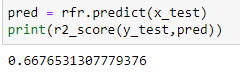 pred = rfr.predict(x_test)
print(r2_score(y_test,pred))
0.6676531307779376